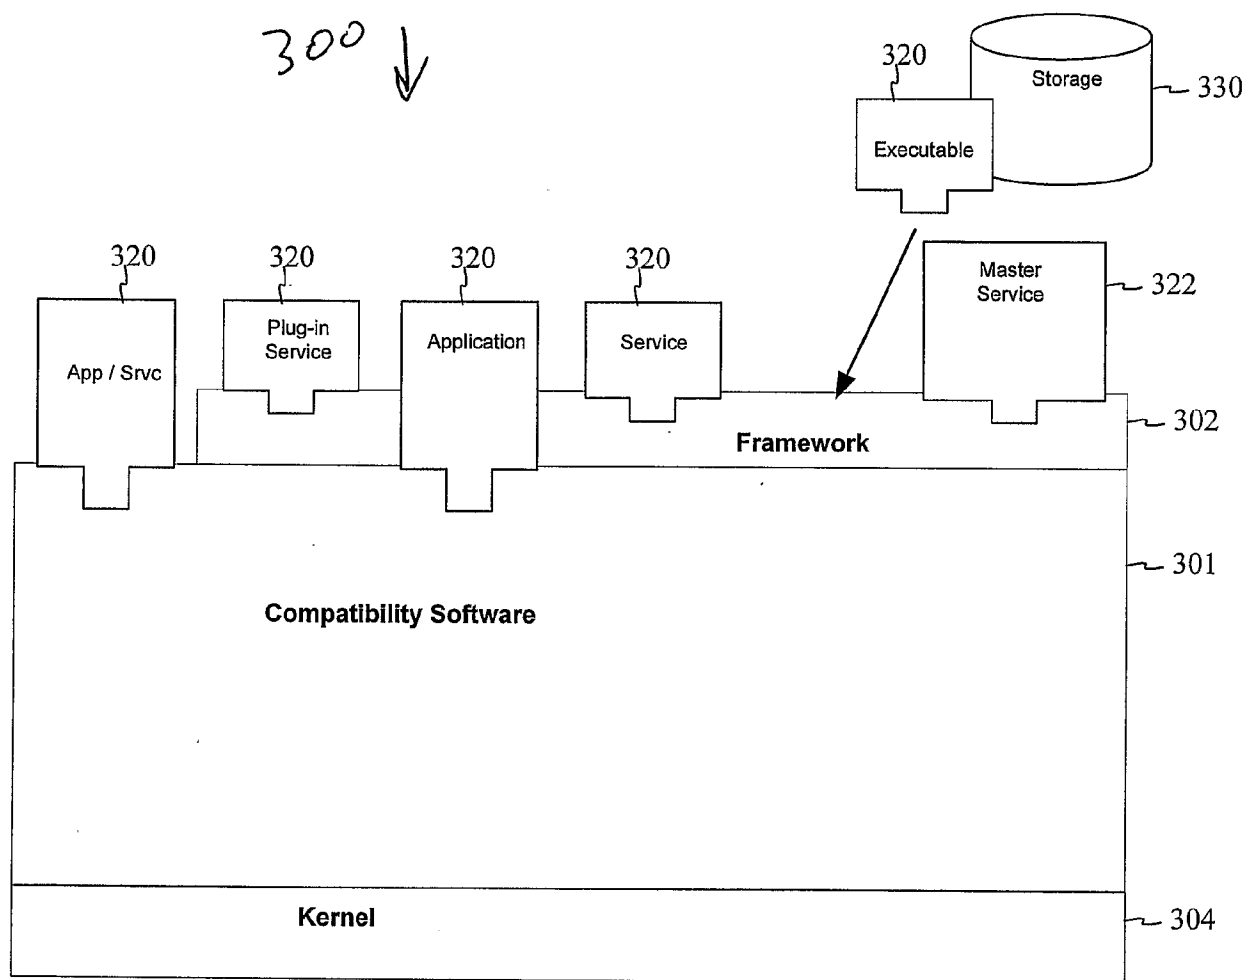 300
320
Storage
330
Executable
320
320
320
320
Master
Service
322
Plug-in
Service
Application
Service
App / Srvc
302
Framework
301
Compatibility Software
Kernel
304